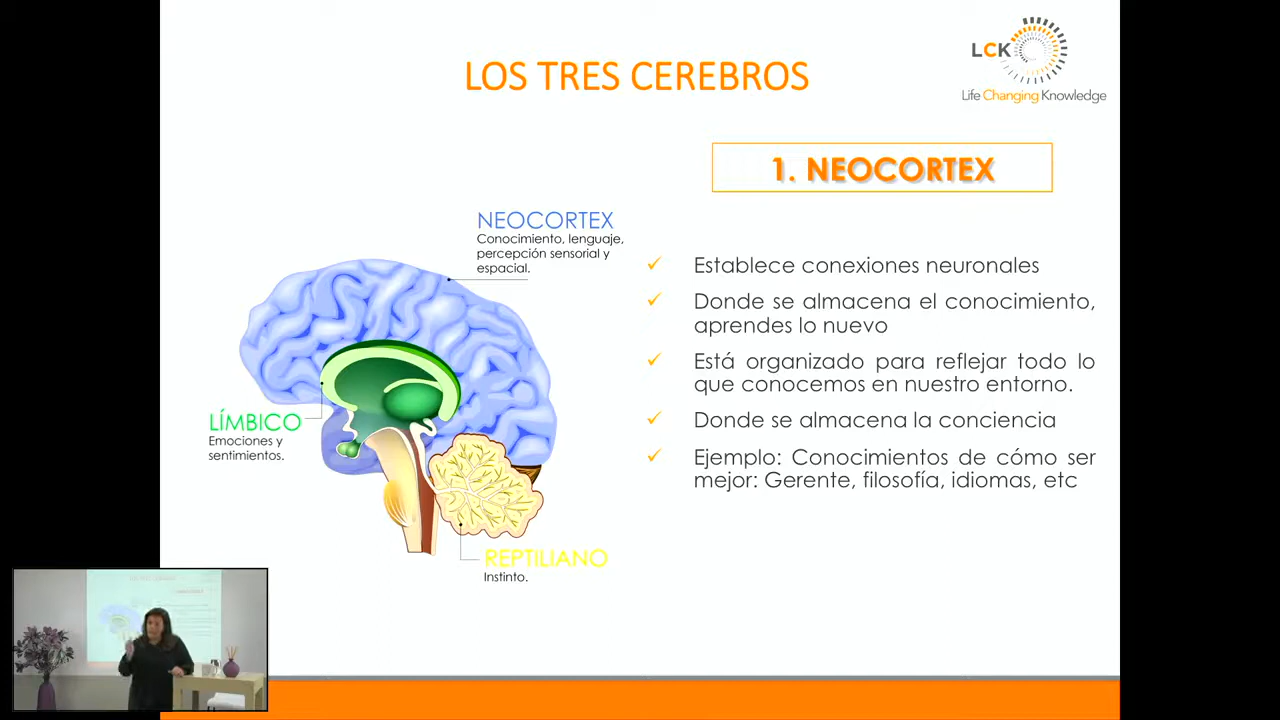 LOS TRES CEREBROS
LCK
Life Changing Knowledge
1. NEOCORTEX
NEOCORTEX
Conocimiento, lenguaje,
percepción sensorial y
espacial.
LÍMBICO
Emociones y
sentimientos.
REPTILIANO
Instinto.
Establece conexiones neuronales
Donde se almacena el conocimiento,
aprendes lo nuevo
Está organizado para reflejar todo lo
que conocemos en nuestro entorno.
Donde se almacena la conciencia
Ejemplo: Conocimientos de cómo ser
mejor: Gerente, filosofía, idiomas, etc